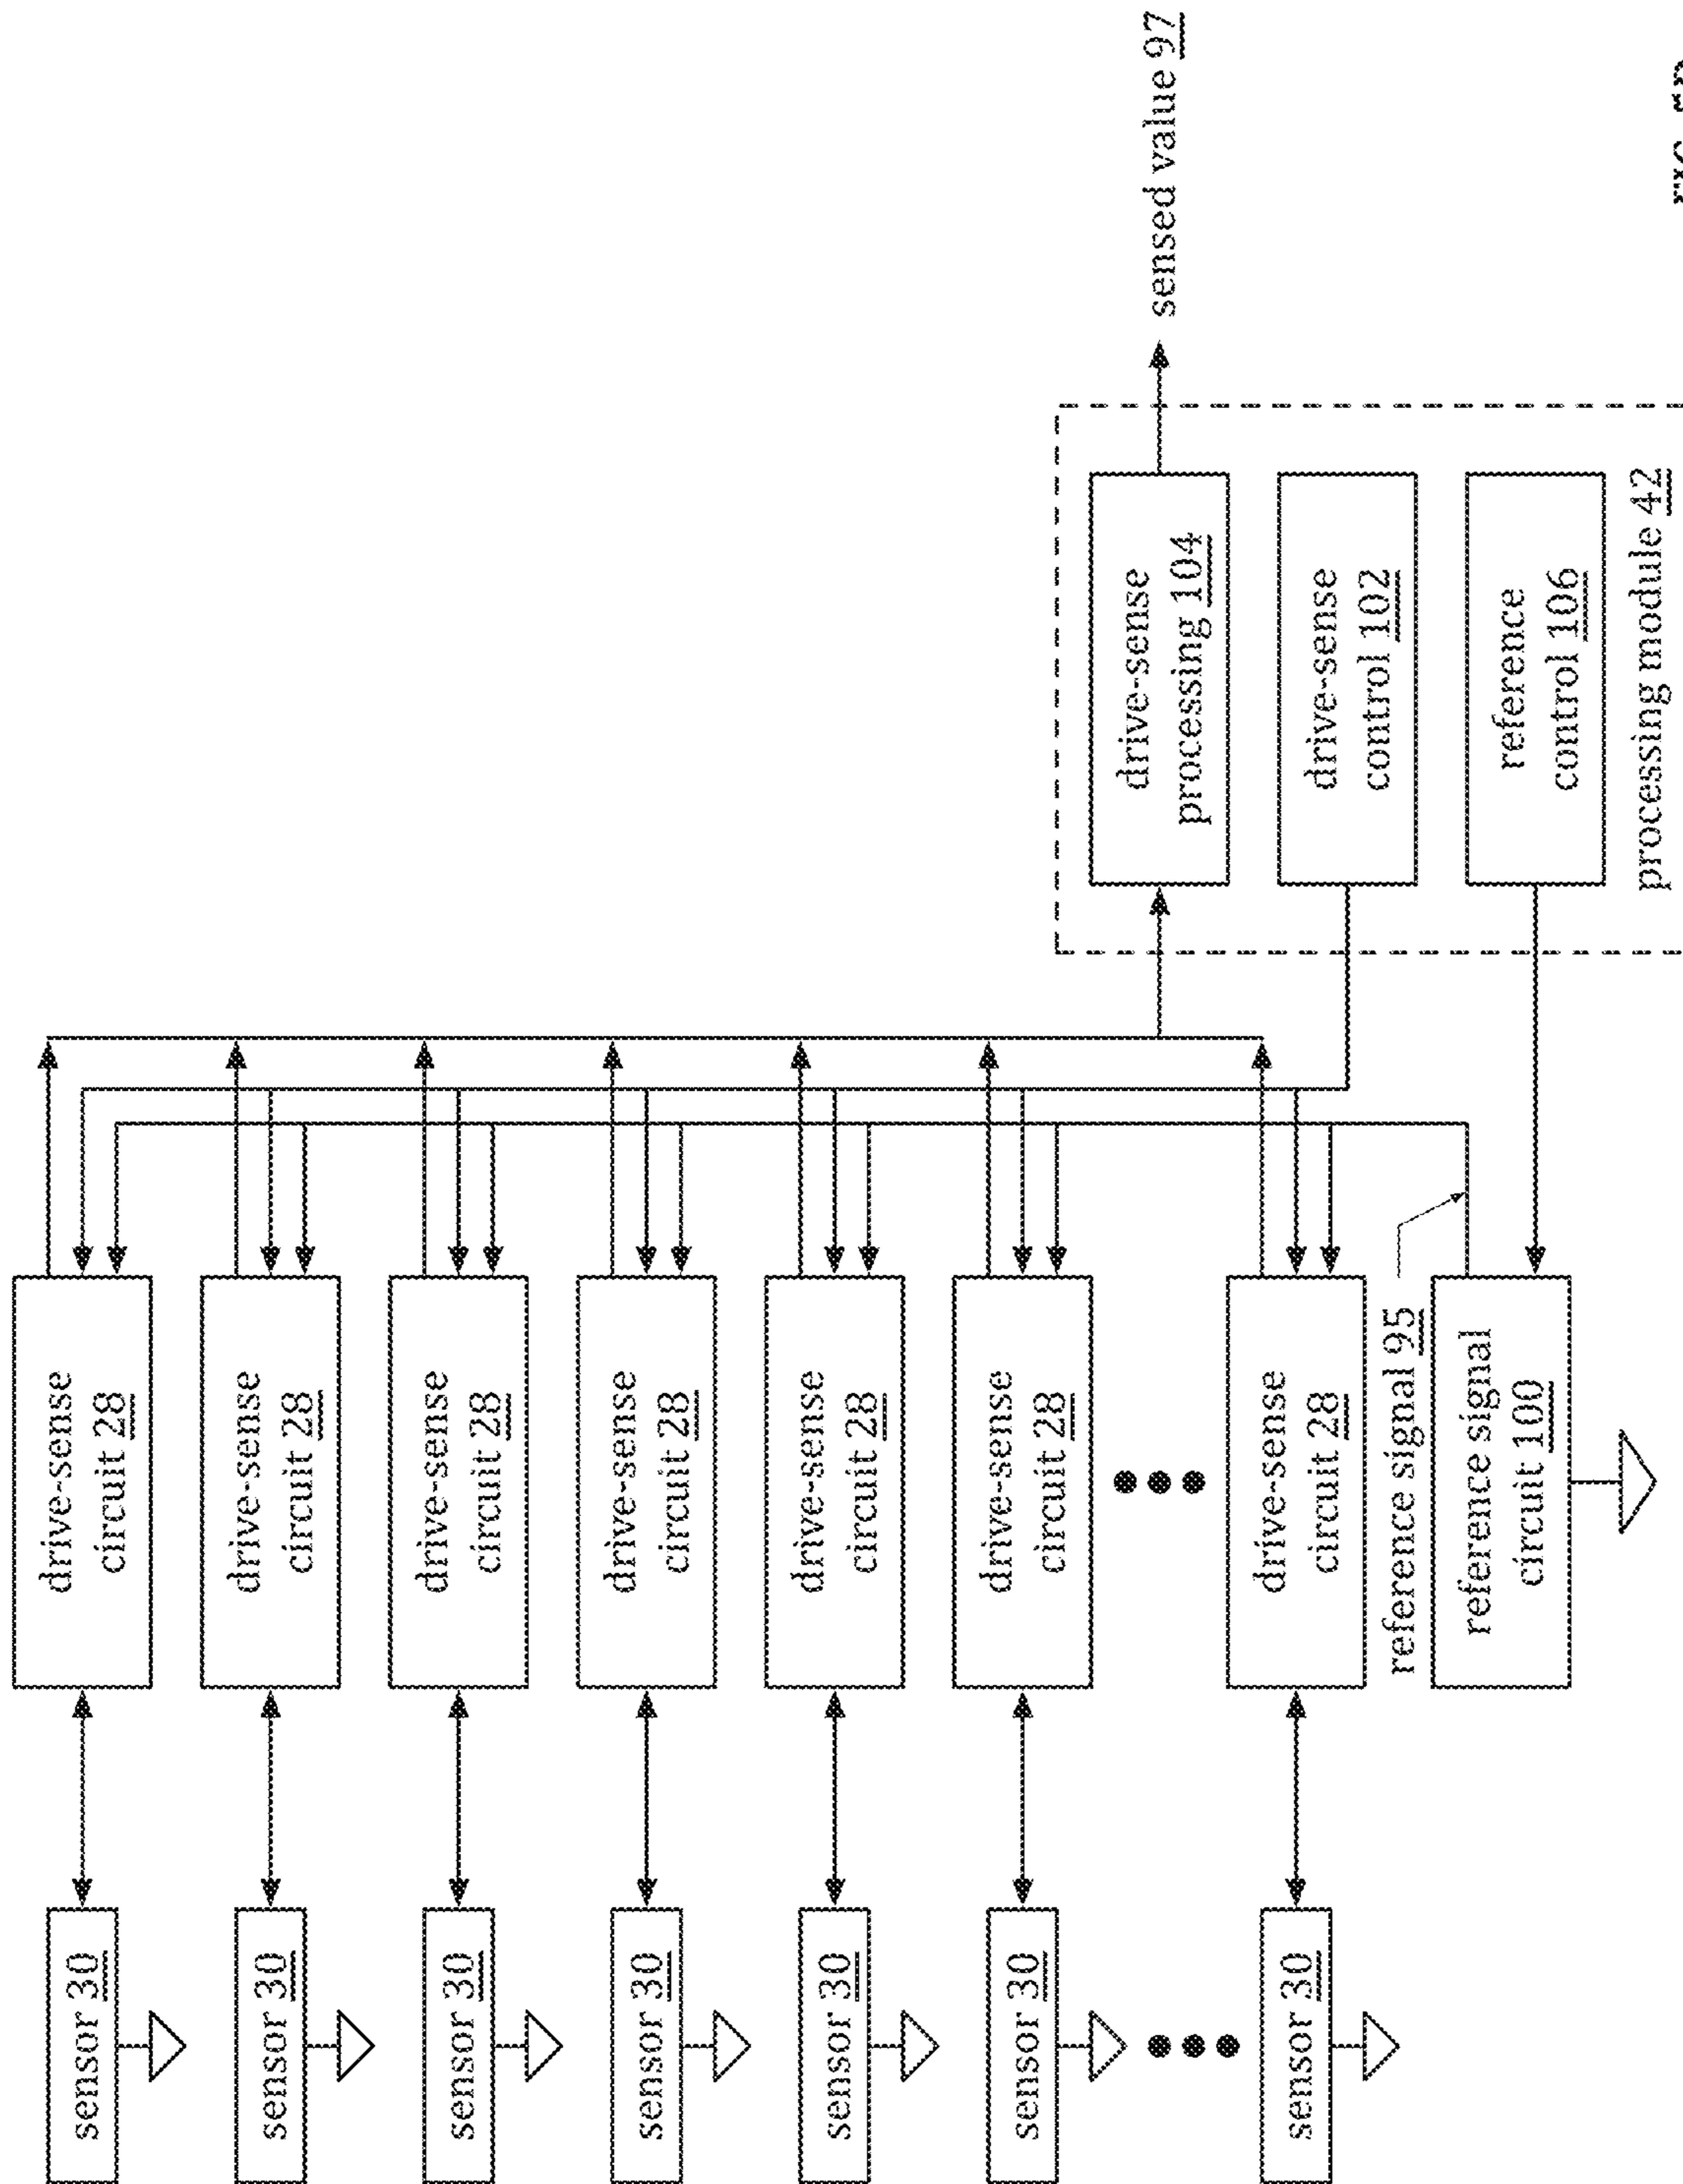 sensor 30
drive-sense
circuit 28
sensor 30
drive-sense
circuit 28
sensor 30
drive-sense
circuit 28
sensor 30
drive-sense
circuit 28
sensor 30
drive-sense
circuit 28
sensor 30
drive-sense
circuit 28
sensor 30
drive-sense
circuit 28
reference signal 95
reference signal
circuit 100
drive-sense
processing 104
sensed value 97
drive-sense
control 102
reference
control 106
processing module 42